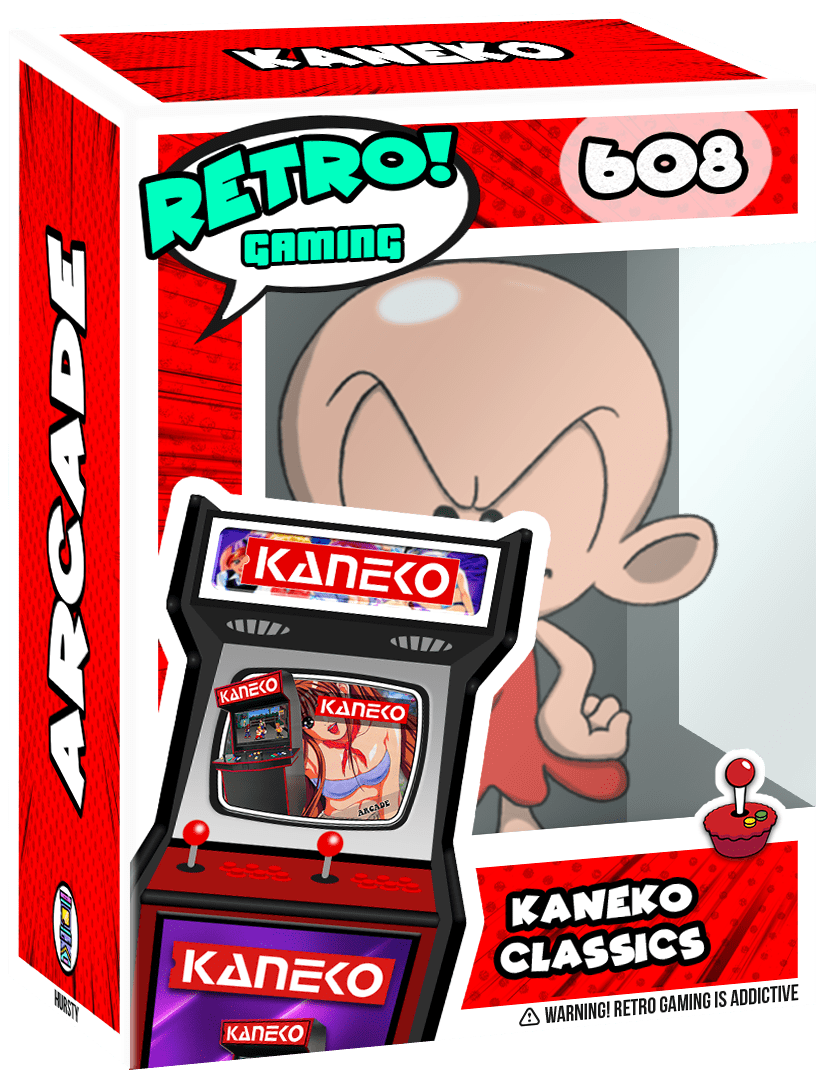 KANEKO
RETRO!
GAMING
608
ARCADE
KANEKO
KANEKO
KANEKO
ARCADE
KANEKO
KANEKO
KANEKO
CLASSICS
WARNING! RETRO GAMING IS ADDICTIVE
HURSTY